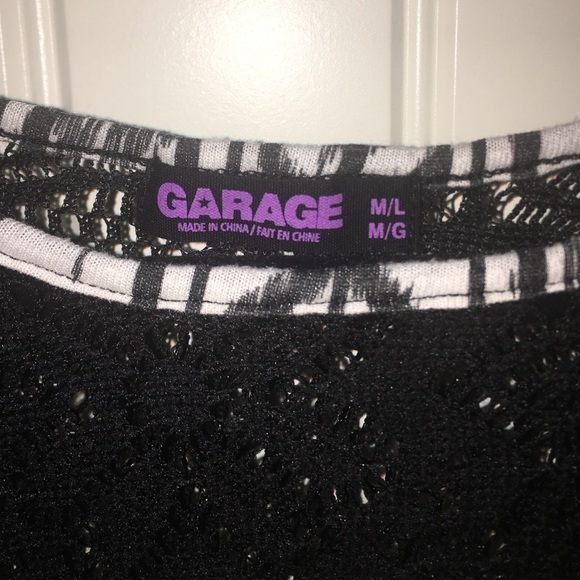 GARAGE
MADE IN CHINA / FAIT EN CHINE
M/L
M/G